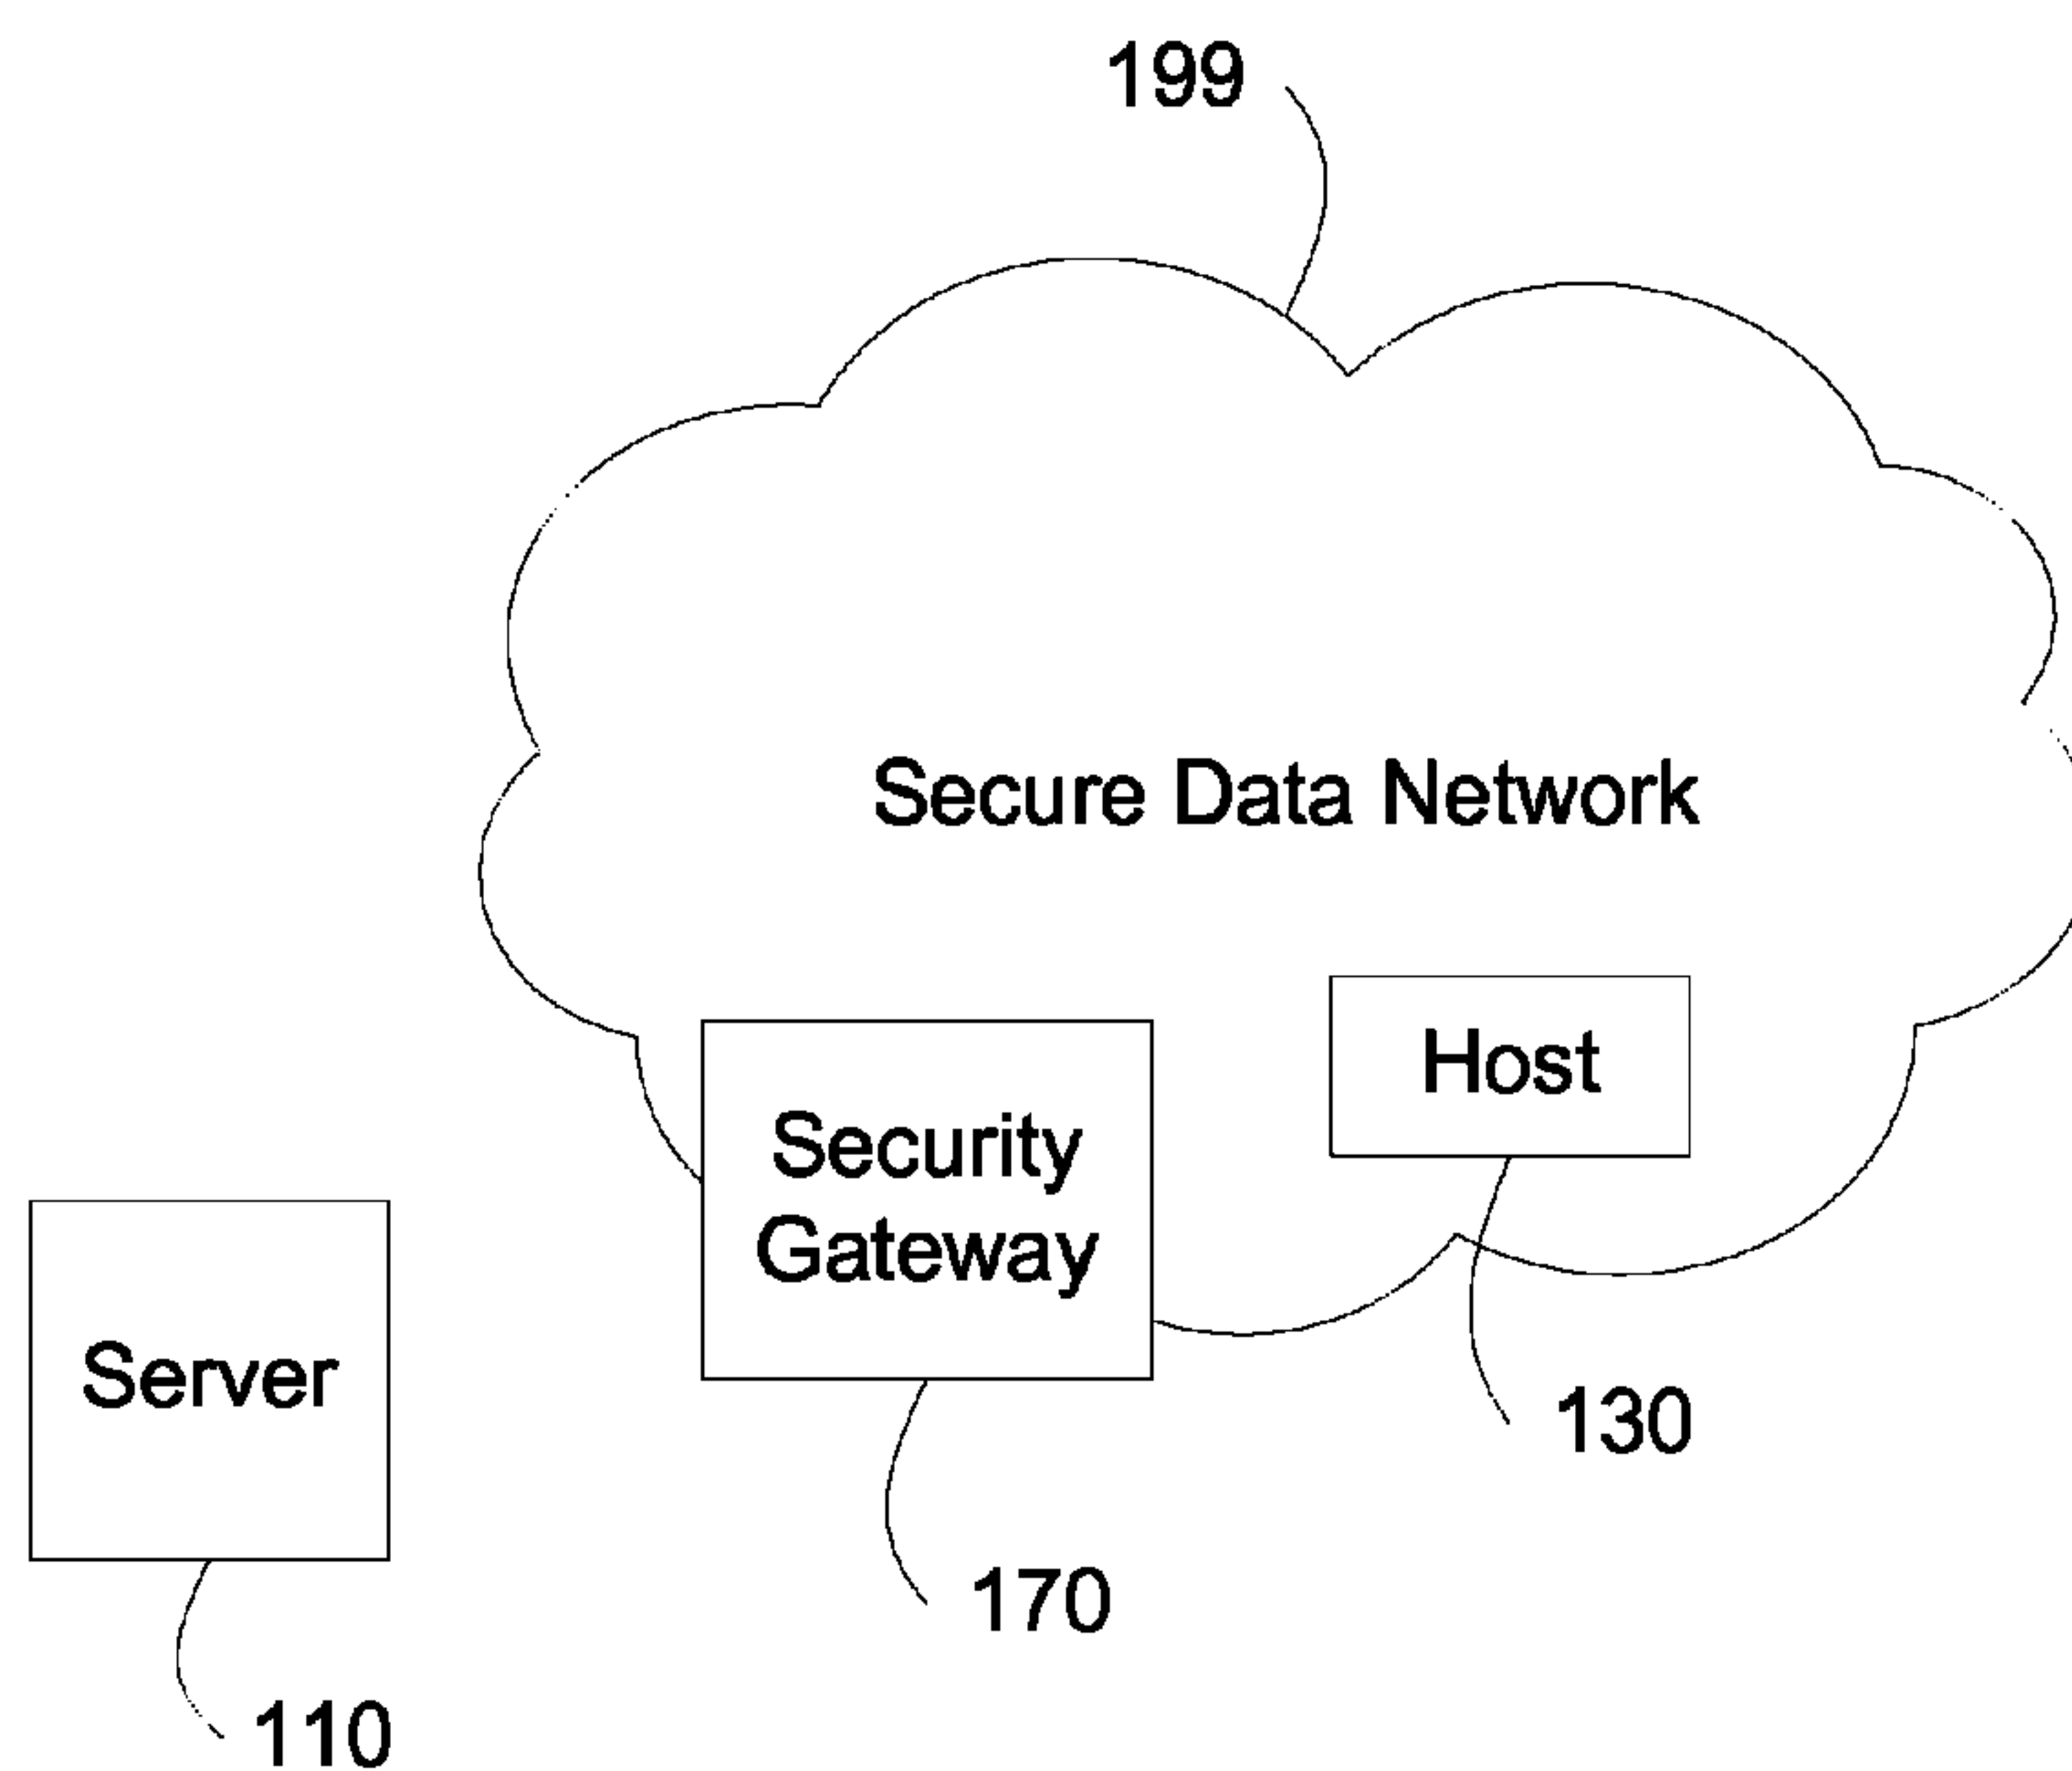 199
Secure Data Network
Host
Security
Gateway
Server
130
170
110